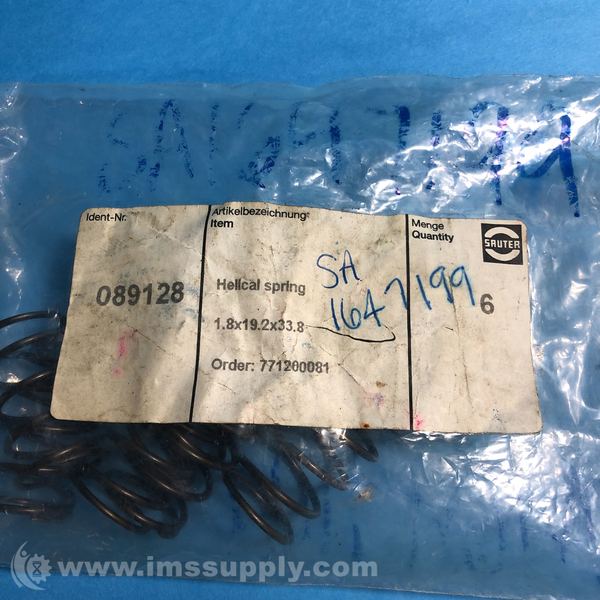 SA1647199
Ident-Nr.
089128
Artikelbezeichnung
Item
Helical spring
1.8x19.2x33.8
Order: 771200081
SA
1647199
Menge
Quantity
6
SAUTER
www.imssupply.com